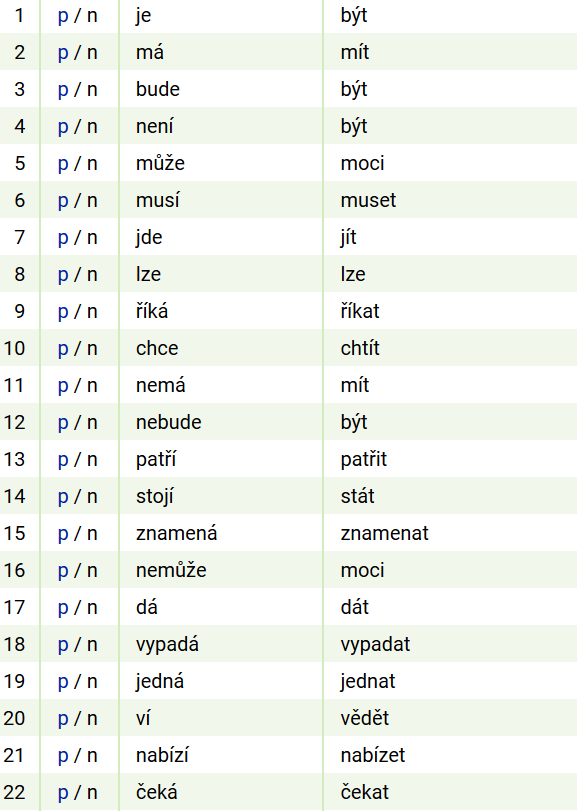 1 p / n je být
2 p / n má mít
3 p / n bude být
4 p / n není být
5 p / n může moci
6 p / n musí muset
7 p / n jde jít
8 p / n lze lze
9 p / n říká říkat
10 p / n chce chtít
11 p / n nemá mít
12 p / n nebude být
13 p / n patří patřit
14 p / n stojí stát
15 p / n znamená znamenat
16 p / n nemůže moci
17 p / n dá dát
18 p / n vypadá vypadat
19 p / n jedná jednat
20 p / n ví vědět
21 p / n nabízí nabízet
22 p / n čeká čekat